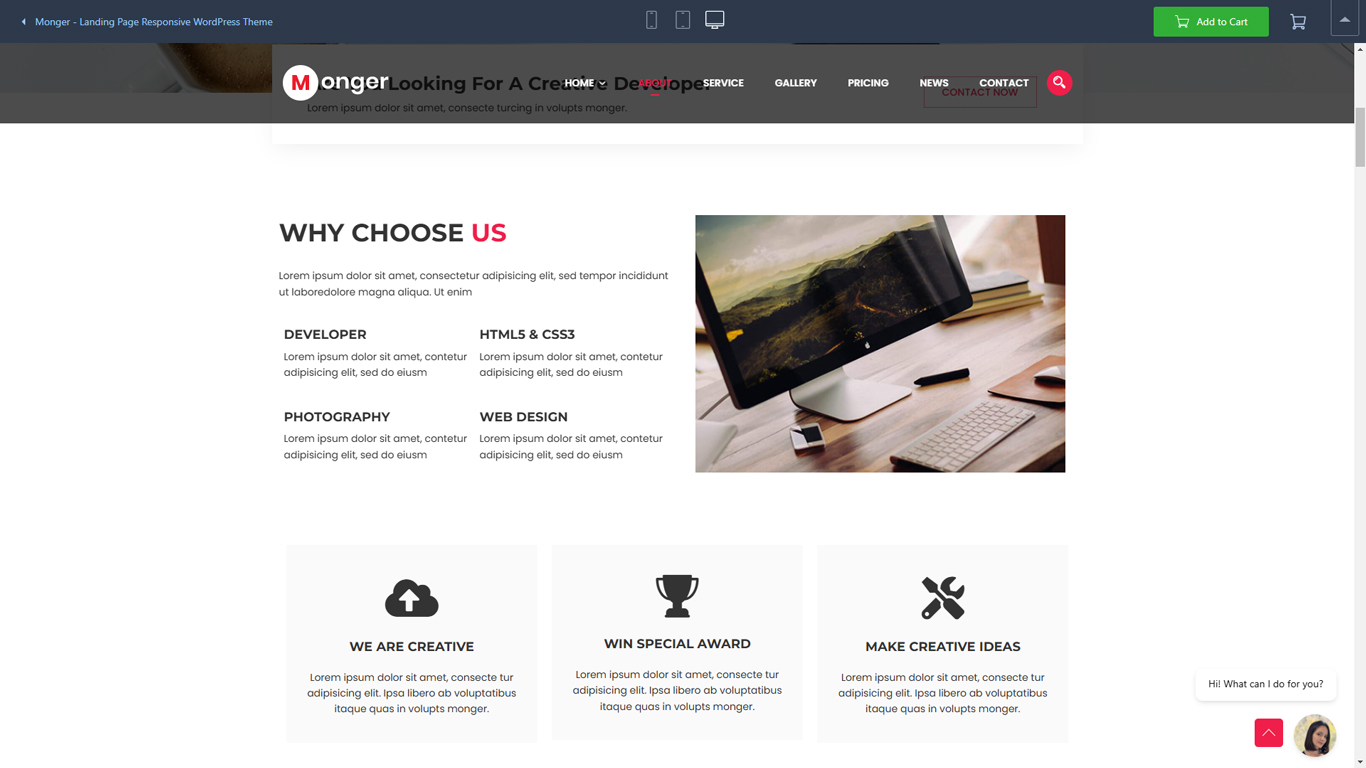 Monger - Landing Page Responsive WordPress Theme
Add to Cart
Monger
HOME
ABOUT
SERVICE
GALLERY
PRICING
NEWS
CONTACT
Looking For A Creative Developer
CONTACT NOW
Lorem ipsum dolor sit amet, consecte turcing in volupts monger.
WHY CHOOSE US
Lorem ipsum dolor sit amet, consectetur adipisicing elit, sed tempor incididunt
ut laboredolore magna aliqua. Ut enim
DEVELOPER
Lorem ipsum dolor sit amet, contetur
adipisicing elit, sed do eiusm
HTML5 & CSS3
Lorem ipsum dolor sit amet, contetur
adipisicing elit, sed do eiusm
PHOTOGRAPHY
Lorem ipsum dolor sit amet, contetur
adipisicing elit, sed do eiusm
WEB DESIGN
Lorem ipsum dolor sit amet, contetur
adipisicing elit, sed do eiusm
WE ARE CREATIVE
Lorem ipsum dolor sit amet, consecte tur
adipisicing elit. Ipsa libero ab voluptatibus
itaque quas in volupts monger.
WIN SPECIAL AWARD
Lorem ipsum dolor sit amet, consecte tur
adipisicing elit. Ipsa libero ab voluptatibus
itaque quas in volupts monger.
MAKE CREATIVE IDEAS
Lorem ipsum dolor sit amet, consecte tur
adipisicing elit. Ipsa libero ab voluptatibus
itaque quas in volupts monger.
Hi! What can I do for you?